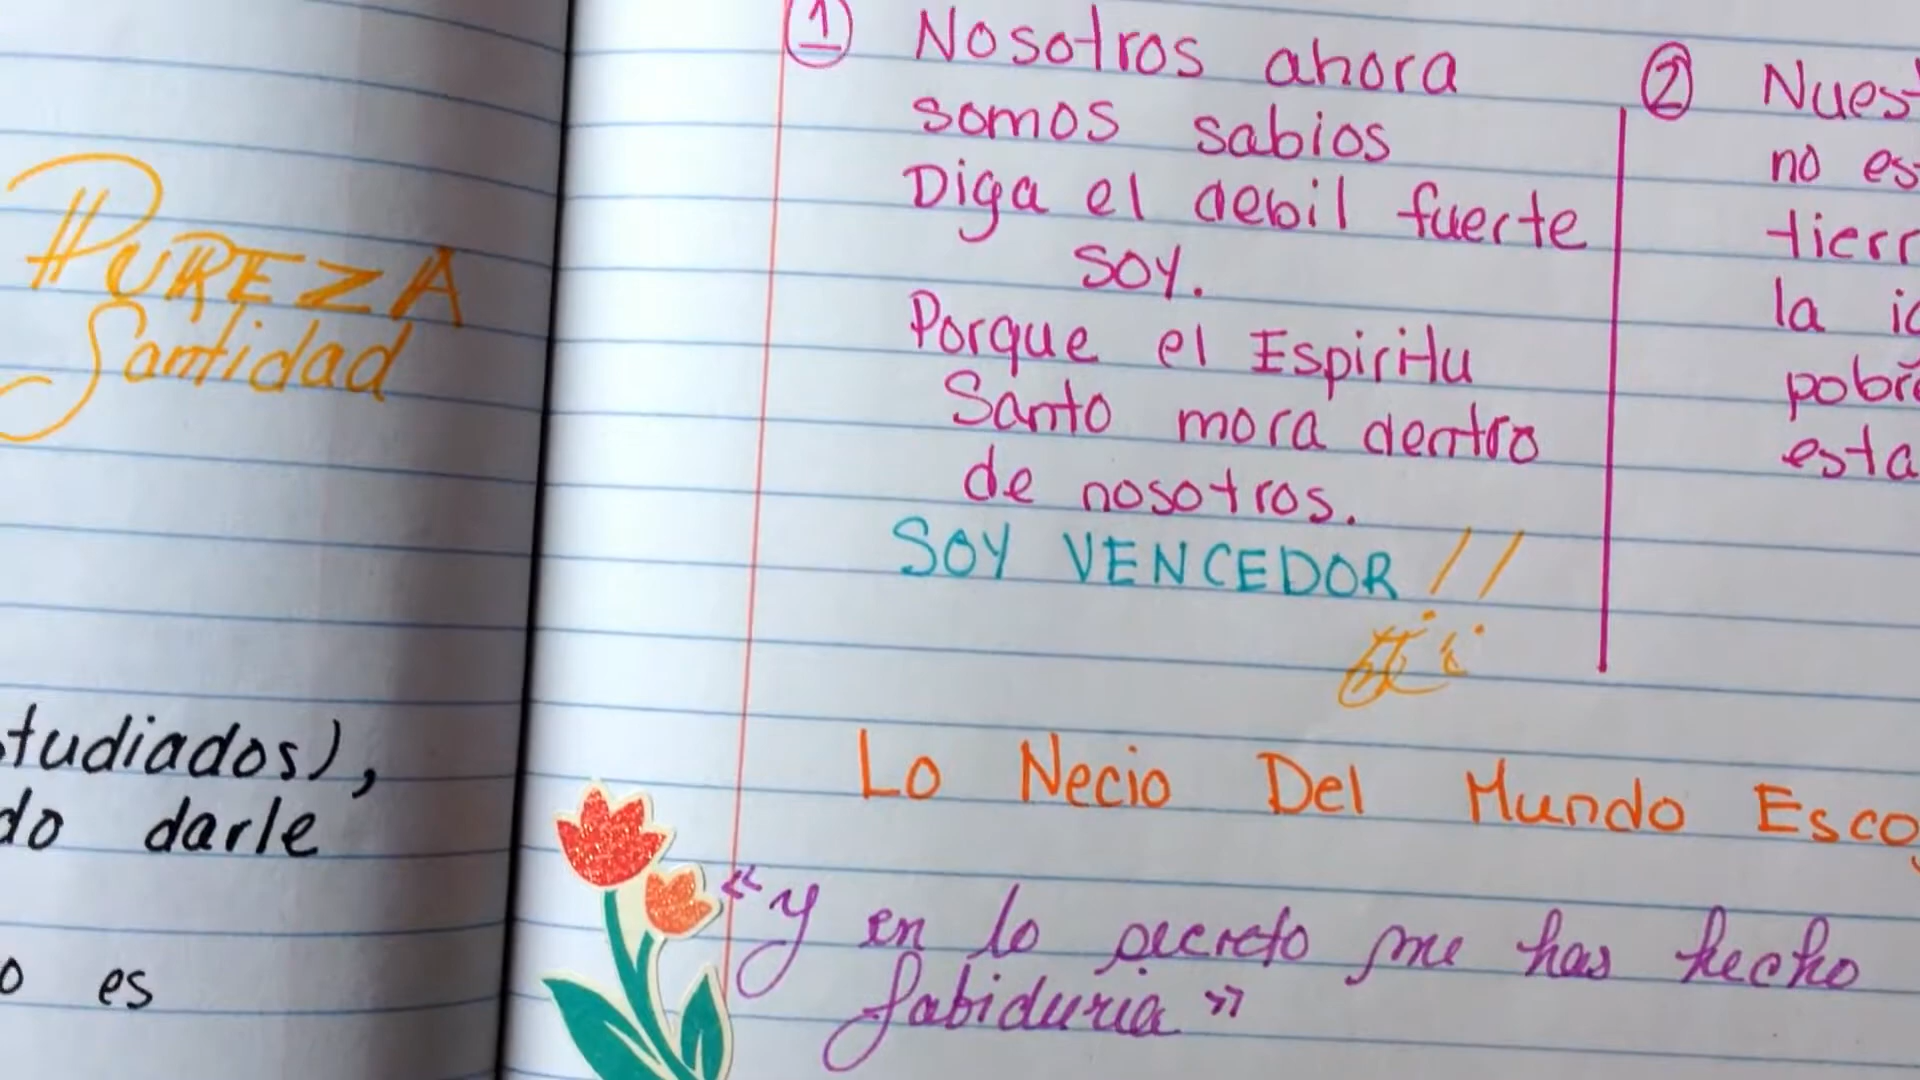 PUREZA
Santidad
tudiados),
do darle
o es
1 Nosotros ahora
somos sabios
Diga el debil fuerte
soy.
Porque el Espiritu
Santo mora dentro
de nosotros.
SOY VENCEDOR !!
2 Nuest
no es
tierr
la
pobr
esta
Lo Necio Del Mundo Esco
"Y en lo secreto me has hecho
Sabiduria"